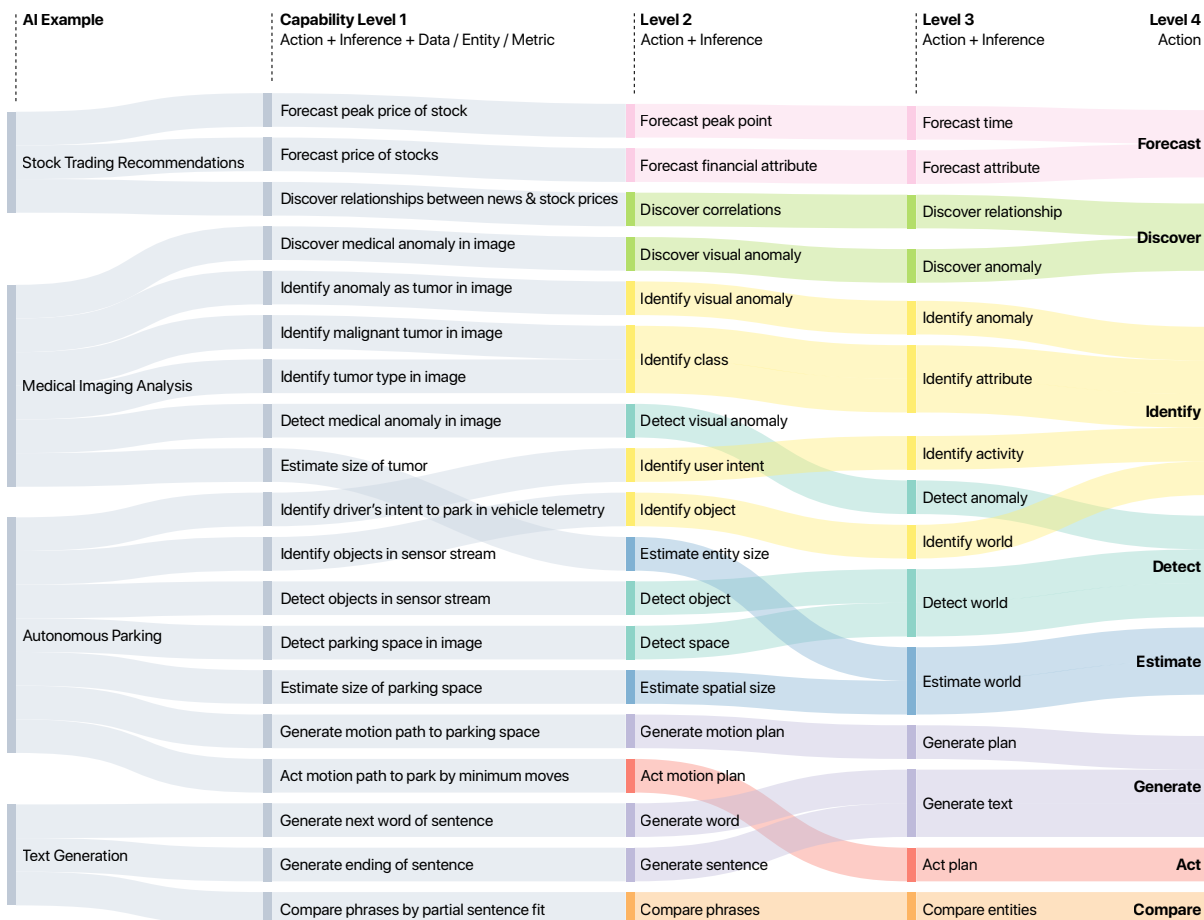 AI Example
Capability Level 1
Action + Inference + Data / Entity / Metric
Level 2
Action + Inference
Level 3
Action + Inference
Level 4
Action
Stock Trading Recommendations
Medical Imaging Analysis
Autonomous Parking
Text Generation
Forecast peak price of stock
Forecast price of stocks
Discover relationships between news & stock prices
Discover medical anomaly in image
Identify anomaly as tumor in image
Identify malignant tumor in image
Identify tumor type in image
Detect medical anomaly in image
Estimate size of tumor
Identify driver's intent to park in vehicle telemetry
Identify objects in sensor stream
Detect objects in sensor stream
Detect parking space in image
Estimate size of parking space
Generate motion path to parking space
Act motion path to park by minimum moves
Generate next word of sentence
Generate ending of sentence
Compare phrases by partial sentence fit
Forecast peak point
Forecast financial attribute
Discover correlations
Discover visual anomaly
Identify visual anomaly
Identify class
Detect visual anomaly
Identify user intent
Identify object
Estimate entity size
Detect object
Detect space
Estimate spatial size
Generate motion plan
Act motion plan
Generate word
Generate sentence
Compare phrases
Forecast time
Forecast attribute
Discover relationship
Discover anomaly
Identify anomaly
Identify attribute
Identify activity
Detect anomaly
Identify world
Detect world
Estimate world
Generate plan
Generate text
Act plan
Compare entities
Forecast
Discover
Identify
Detect
Estimate
Generate
Act
Compare